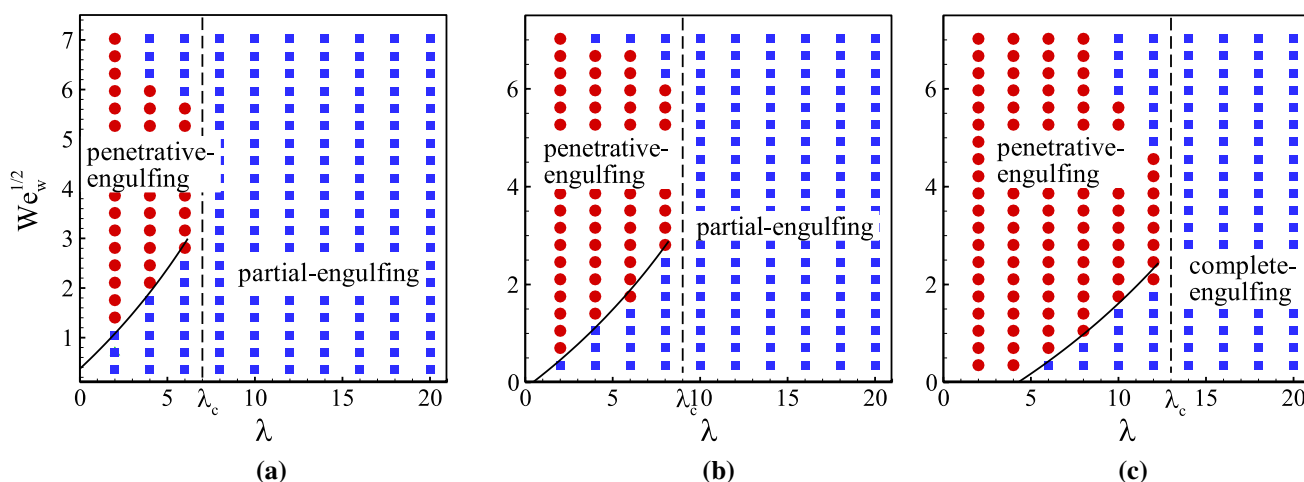 7
6
5
4
3
2
1
We_w^{1/2}
penetrative-
engulfing
partial-engulfing
0 5 λ_c 10 15 20
λ
(a)
6
4
2
0
penetrative-
engulfing
partial-engulfing
0 5 λ_c 10 15 20
λ
(b)
6
4
2
0
penetrative-
engulfing
complete-
engulfing
0 5 10 λ_c 15 20
λ
(c)